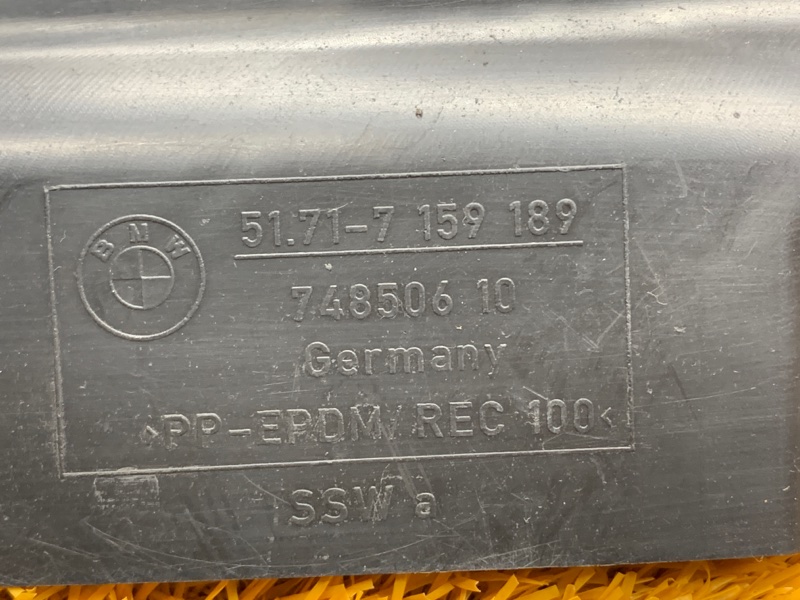 BMW
51.71-7 159 189
748506 10
Germany
>PP-EPDM/REC 100<
SSW a